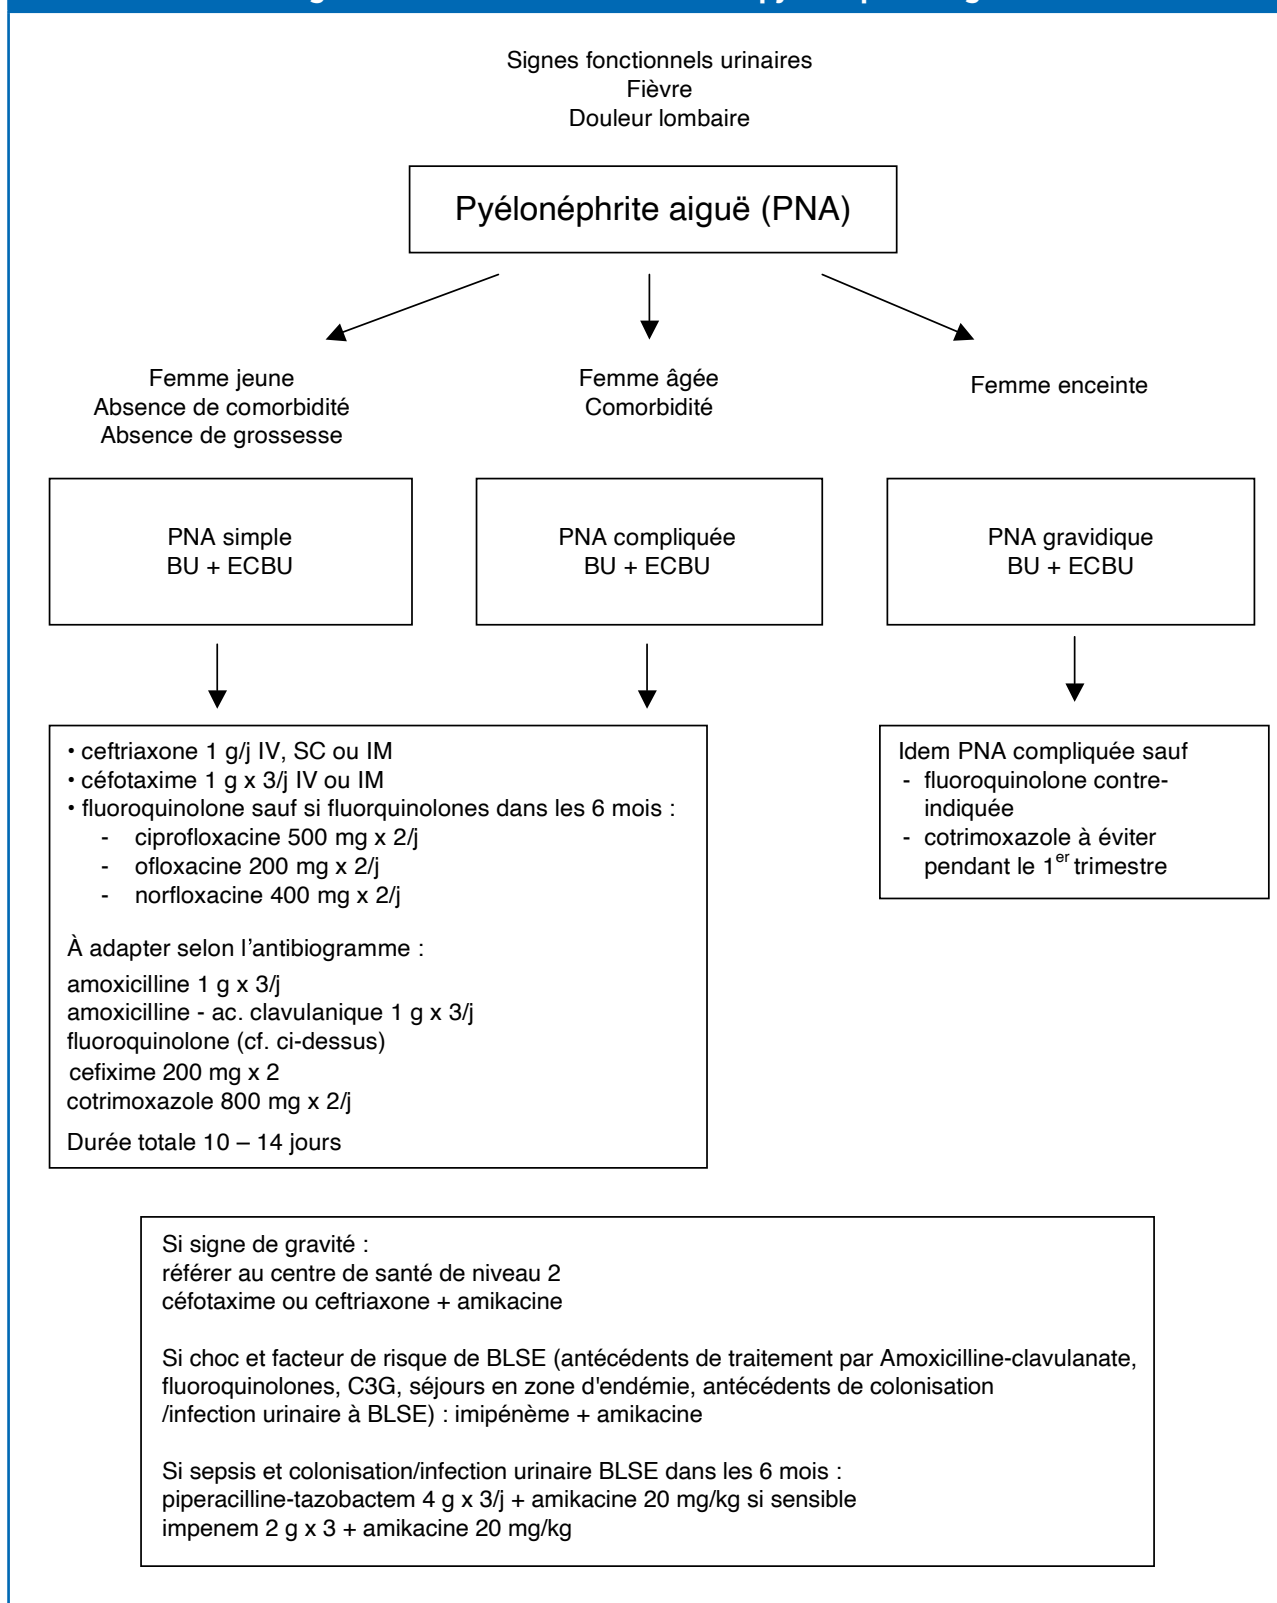 Signes fonctionnels urinaires
Fièvre
Douleur lombaire
Pyélonéphrite aiguë (PNA)
Femme jeune
Absence de comorbidité
Absence de grossesse
Femme âgée
Comorbidité
Femme enceinte
PNA simple
BU + ECBU
PNA compliquée
BU + ECBU
PNA gravidique
BU + ECBU
• ceftriaxone 1 g/j IV, SC ou IM
• céfotaxime 1 g x 3/j IV ou IM
• fluoroquinolone sauf si fluorquinolones dans les 6 mois :
- ciprofloxacine 500 mg x 2/j
- ofloxacine 200 mg x 2/j
- norfloxacine 400 mg x 2/j
À adapter selon l'antibiogramme :
amoxicilline 1 g x 3/j
amoxicilline - ac. clavulanique 1 g x 3/j
fluoroquinolone (cf. ci-dessus)
cefixime 200 mg x 2
cotrimoxazole 800 mg x 2/j
Durée totale 10 – 14 jours
Idem PNA compliquée sauf
- fluoroquinolone contre-
indiquée
- cotrimoxazole à éviter
pendant le 1er trimestre
Si signe de gravité :
référer au centre de santé de niveau 2
céfotaxime ou ceftriaxone + amikacine
Si choc et facteur de risque de BLSE (antécédents de traitement par Amoxicilline-clavulanate,
fluoroquinolones, C3G, séjours en zone d'endémie, antécédents de colonisation
/infection urinaire à BLSE) : imipénème + amikacine
Si sepsis et colonisation/infection urinaire BLSE dans les 6 mois :
piperacilline-tazobactem 4 g x 3/j + amikacine 20 mg/kg si sensible
impenem 2 g x 3 + amikacine 20 mg/kg